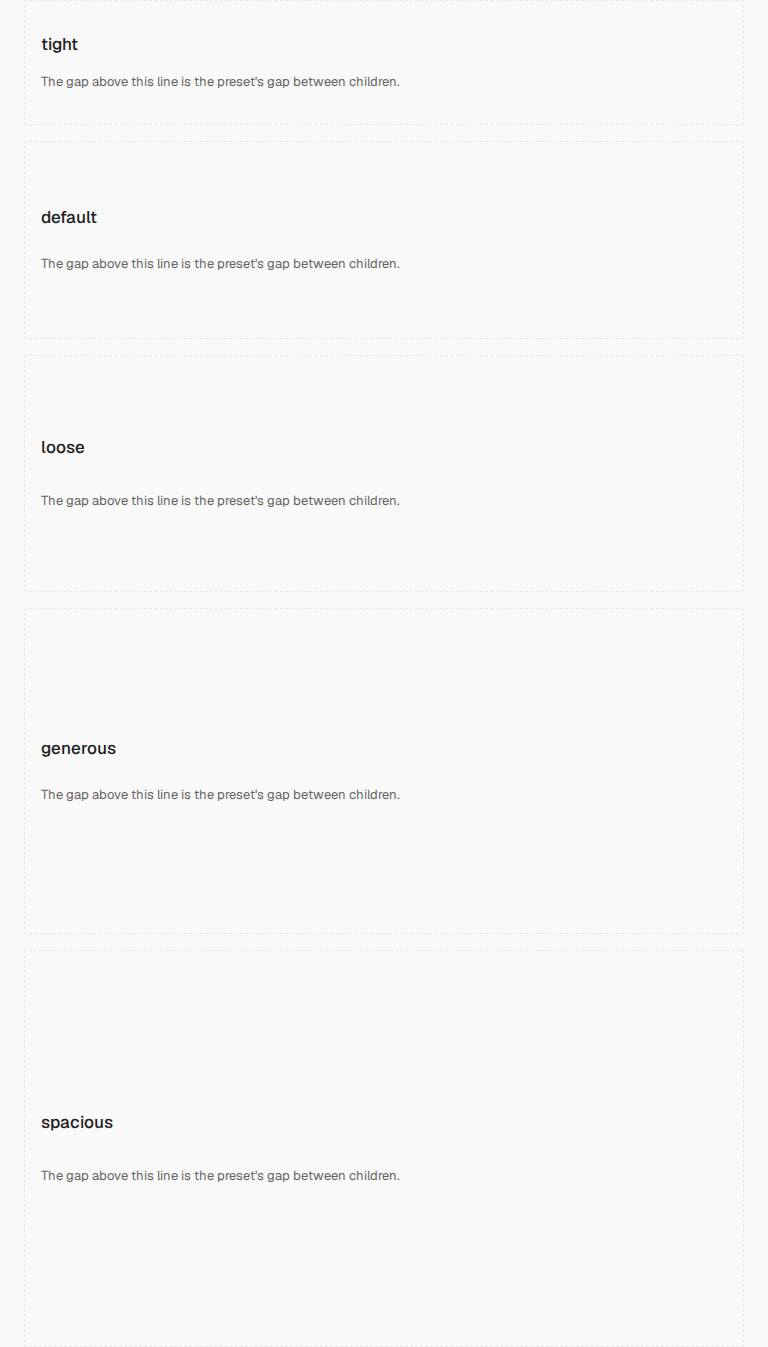 tight
The gap above this line is the preset's gap between children.
default
The gap above this line is the preset's gap between children.
loose
The gap above this line is the preset's gap between children.
generous
The gap above this line is the preset's gap between children.
spacious
The gap above this line is the preset's gap between children.